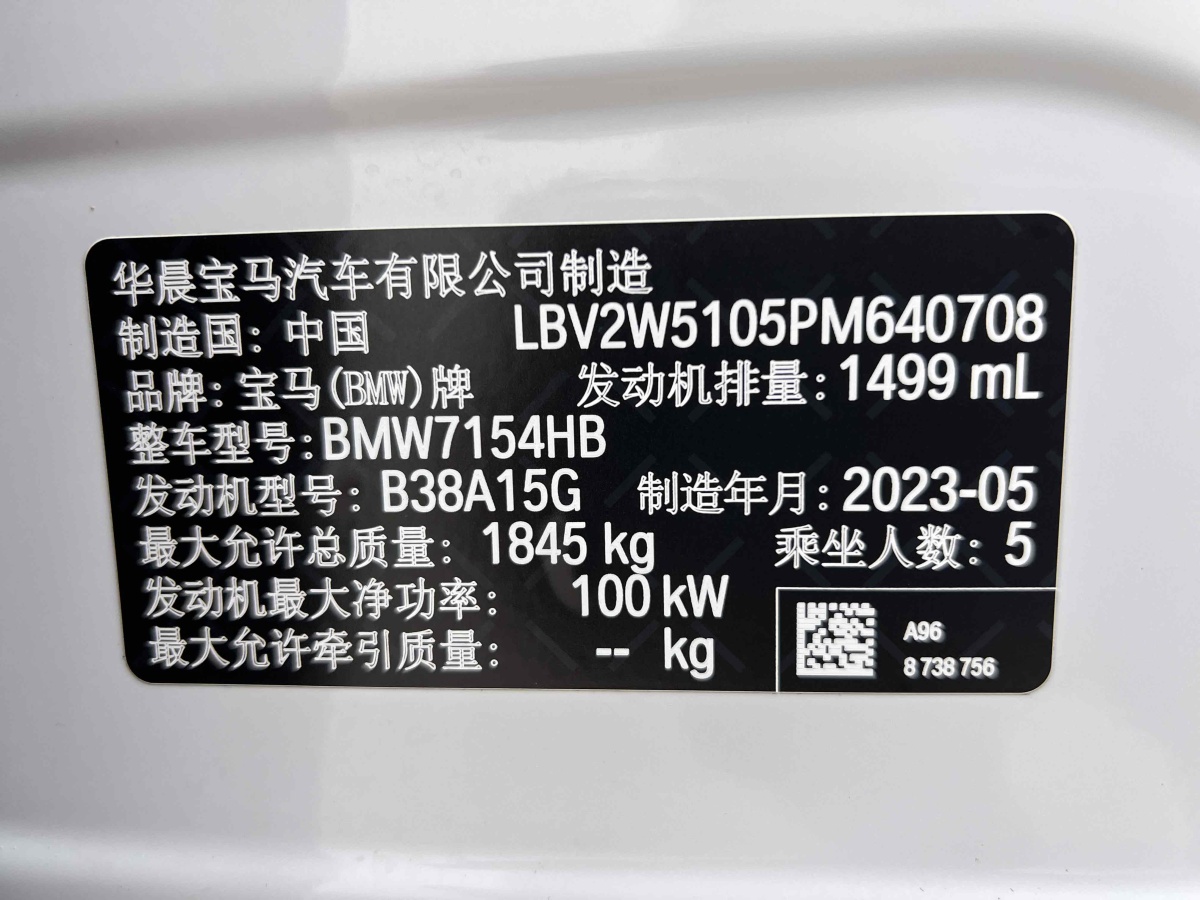 华晨宝马汽车有限公司制造
制造国：中国 LBV2W5105PM640708
品牌：宝马(BMW)牌 发动机排量：1499 mL
整车型号：BMW7154HB
发动机型号：B38A15G 制造年月：2023-05
最大允许总质量：1845 kg 乘坐人数：5
发动机最大净功率：100 kW
最大允许牵引质量：-- kg
A96
8 738 756